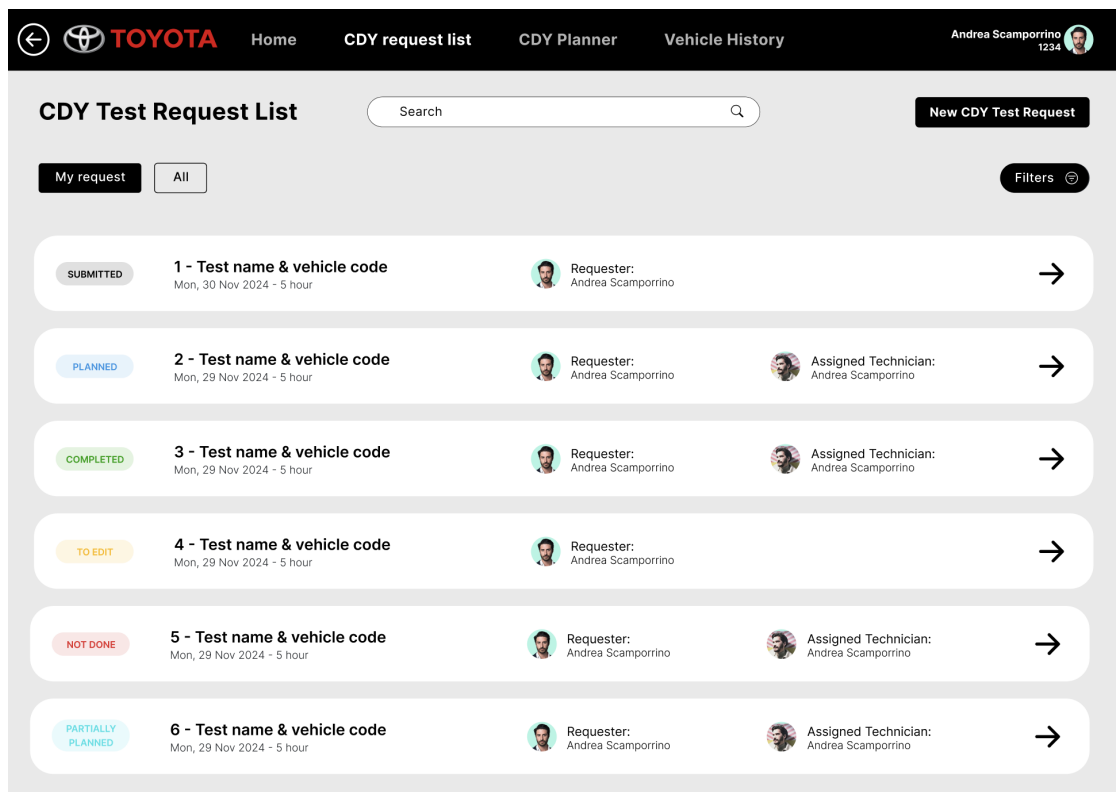 TOYOTA
Home
CDY request list
CDY Planner
Vehicle History
Andrea Scamporrino
1234
CDY Test Request List
Search
New CDY Test Request
My request
All
Filters
SUBMITTED
1 - Test name & vehicle code
Mon, 30 Nov 2024 - 5 hour
Requester:
Andrea Scamporrino
PLANNED
2 - Test name & vehicle code
Mon, 29 Nov 2024 - 5 hour
Requester:
Andrea Scamporrino
Assigned Technician:
Andrea Scamporrino
COMPLETED
3 - Test name & vehicle code
Mon, 29 Nov 2024 - 5 hour
Requester:
Andrea Scamporrino
Assigned Technician:
Andrea Scamporrino
TO EDIT
4 - Test name & vehicle code
Mon, 29 Nov 2024 - 5 hour
Requester:
Andrea Scamporrino
NOT DONE
5 - Test name & vehicle code
Mon, 29 Nov 2024 - 5 hour
Requester:
Andrea Scamporrino
Assigned Technician:
Andrea Scamporrino
PARTIALLY
PLANNED
6 - Test name & vehicle code
Mon, 29 Nov 2024 - 5 hour
Requester:
Andrea Scamporrino
Assigned Technician:
Andrea Scamporrino